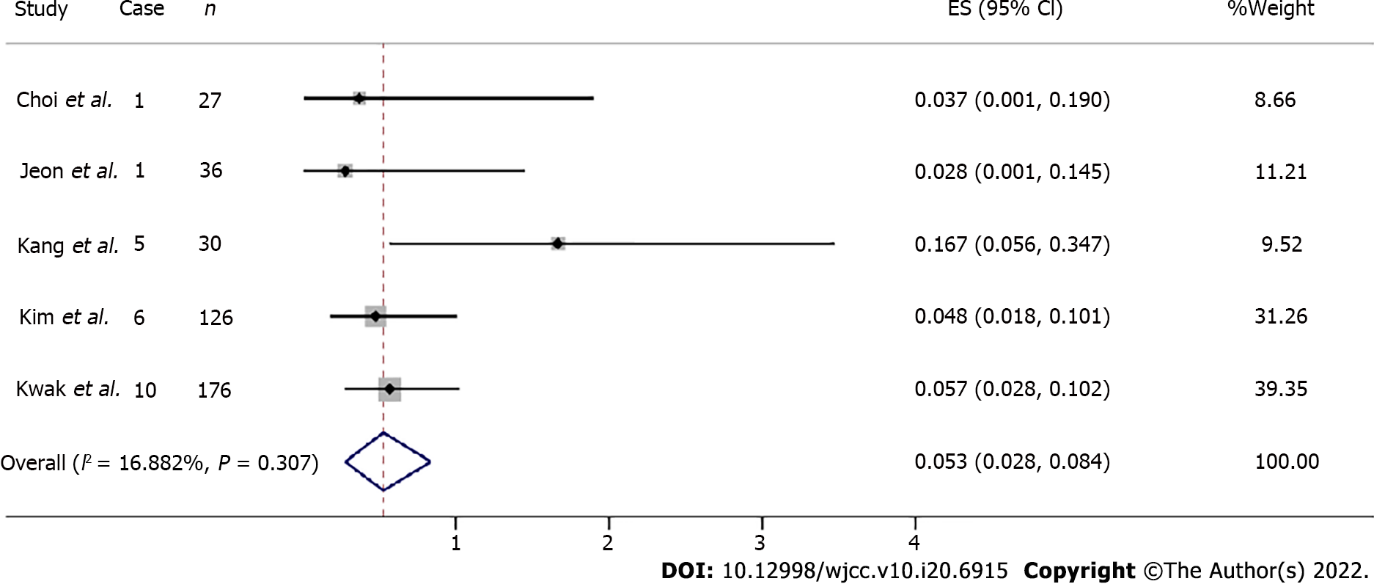 Study Case n ES (95% CI) %Weight
Choi et al. 1 27 0.037 (0.001, 0.190) 8.66
Jeon et al. 1 36 0.028 (0.001, 0.145) 11.21
Kang et al. 5 30 0.167 (0.056, 0.347) 9.52
Kim et al. 6 126 0.048 (0.018, 0.101) 31.26
Kwak et al. 10 176 0.057 (0.028, 0.102) 39.35
Overall (I² = 16.882%, P = 0.307) 0.053 (0.028, 0.084) 100.00
1 2 3 4
DOI: 10.12998/wjcc.v10.i20.6915 Copyright ©The Author(s) 2022.